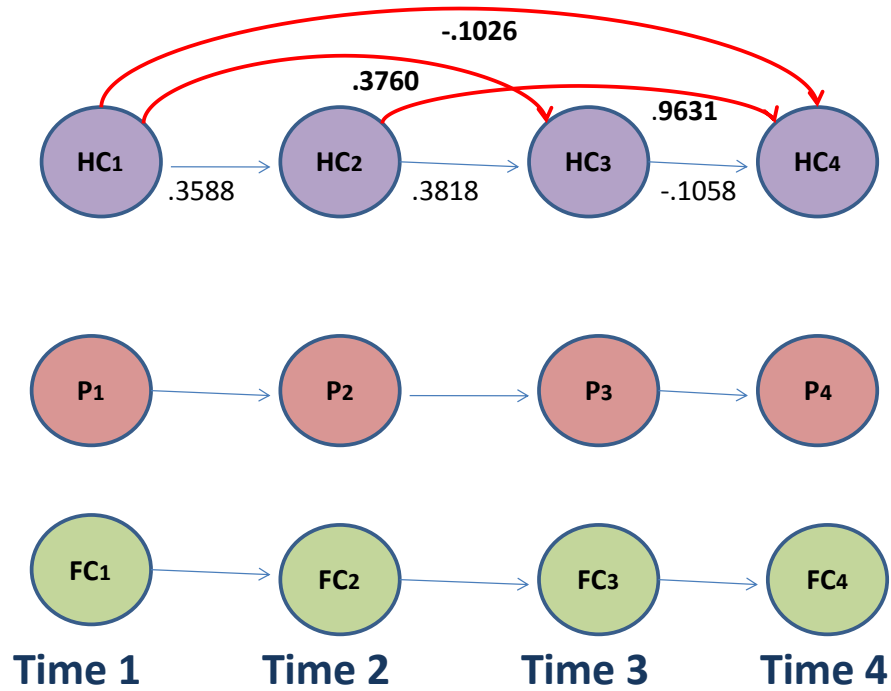 -.1026
.3760
.9631
HC1
HC2
HC3
HC4
.3588
.3818
-.1058
P1
P2
P3
P4
FC1
FC2
FC3
FC4
Time 1
Time 2
Time 3
Time 4